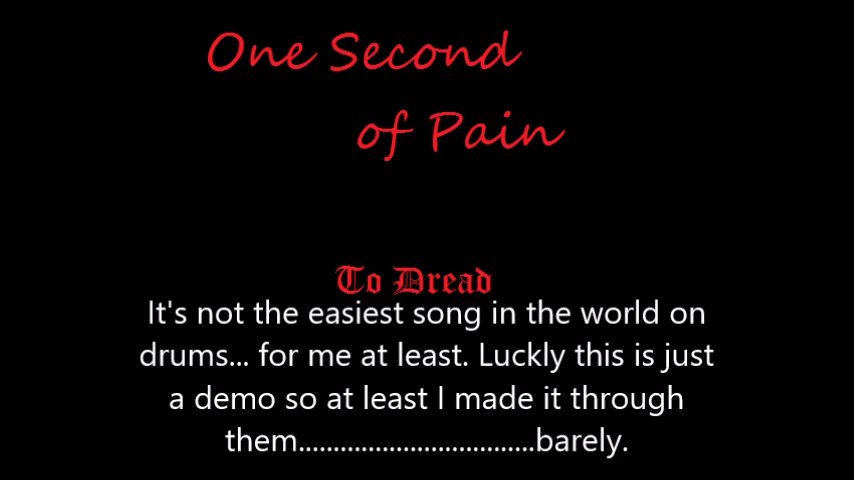 One Second
of Pain
To Dread
It's not the easiest song in the world on
drums... for me at least. Luckly this is just
a demo so at least I made it through
them..................................barely.